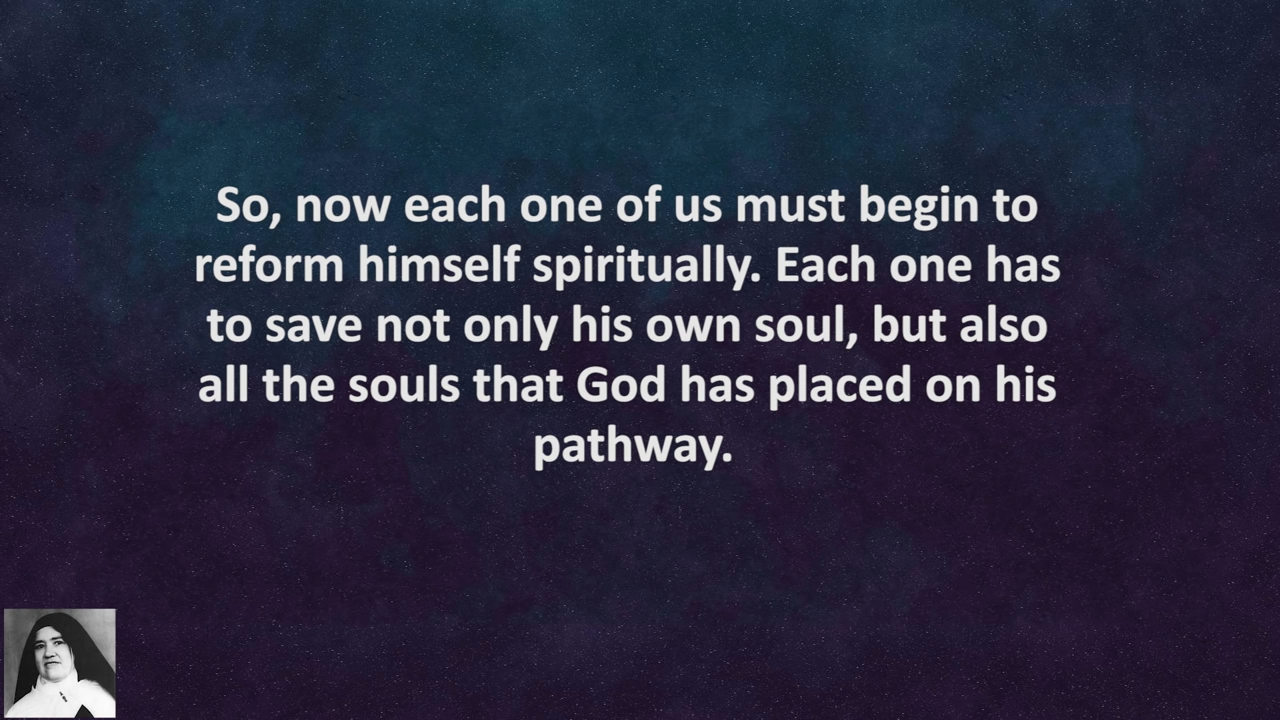 So, now each one of us must begin to
reform himself spiritually. Each one has
to save not only his own soul, but also
all the souls that God has placed on his
pathway.